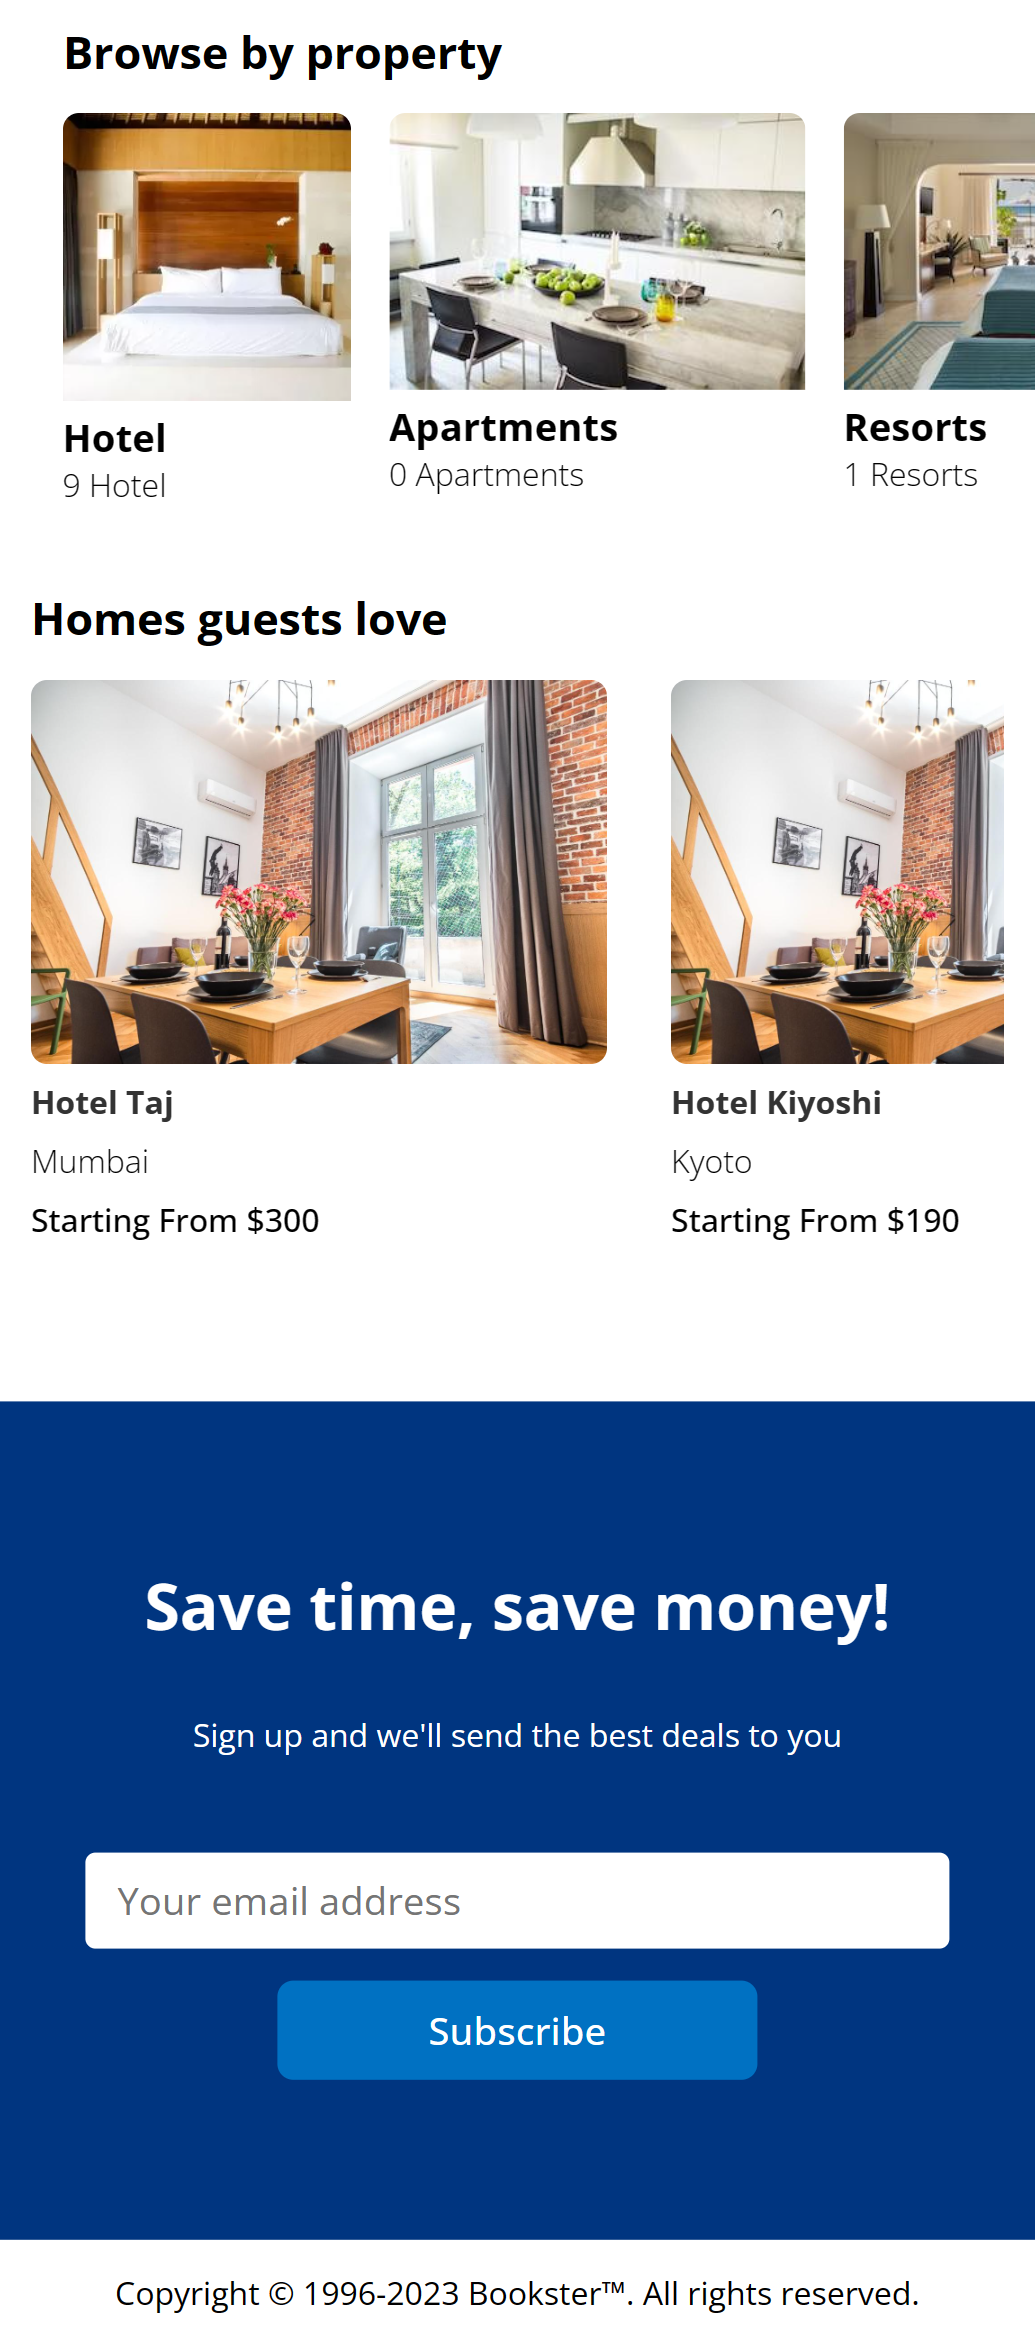 Browse by property
Hotel
9 Hotel
Apartments
0 Apartments
Resorts
1 Resorts
Homes guests love
Hotel Taj
Mumbai
Starting From $300
Hotel Kiyoshi
Kyoto
Starting From $190
Save time, save money!
Sign up and we'll send the best deals to you
Your email address
Subscribe
Copyright © 1996-2023 Bookster™. All rights reserved.